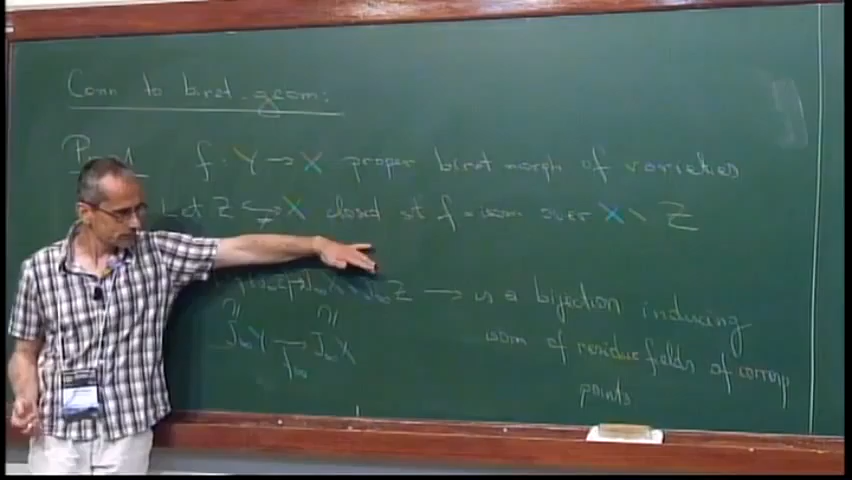 Conn to birat. geom:
f: Y → X proper birat morph of varieties
Let Z ↪ X closed st f = isom over X \ Z
J∞X \ J∞Z → is a bijection inducing
J∞Y → J∞X isom of residue fields of corresp
f∞ points